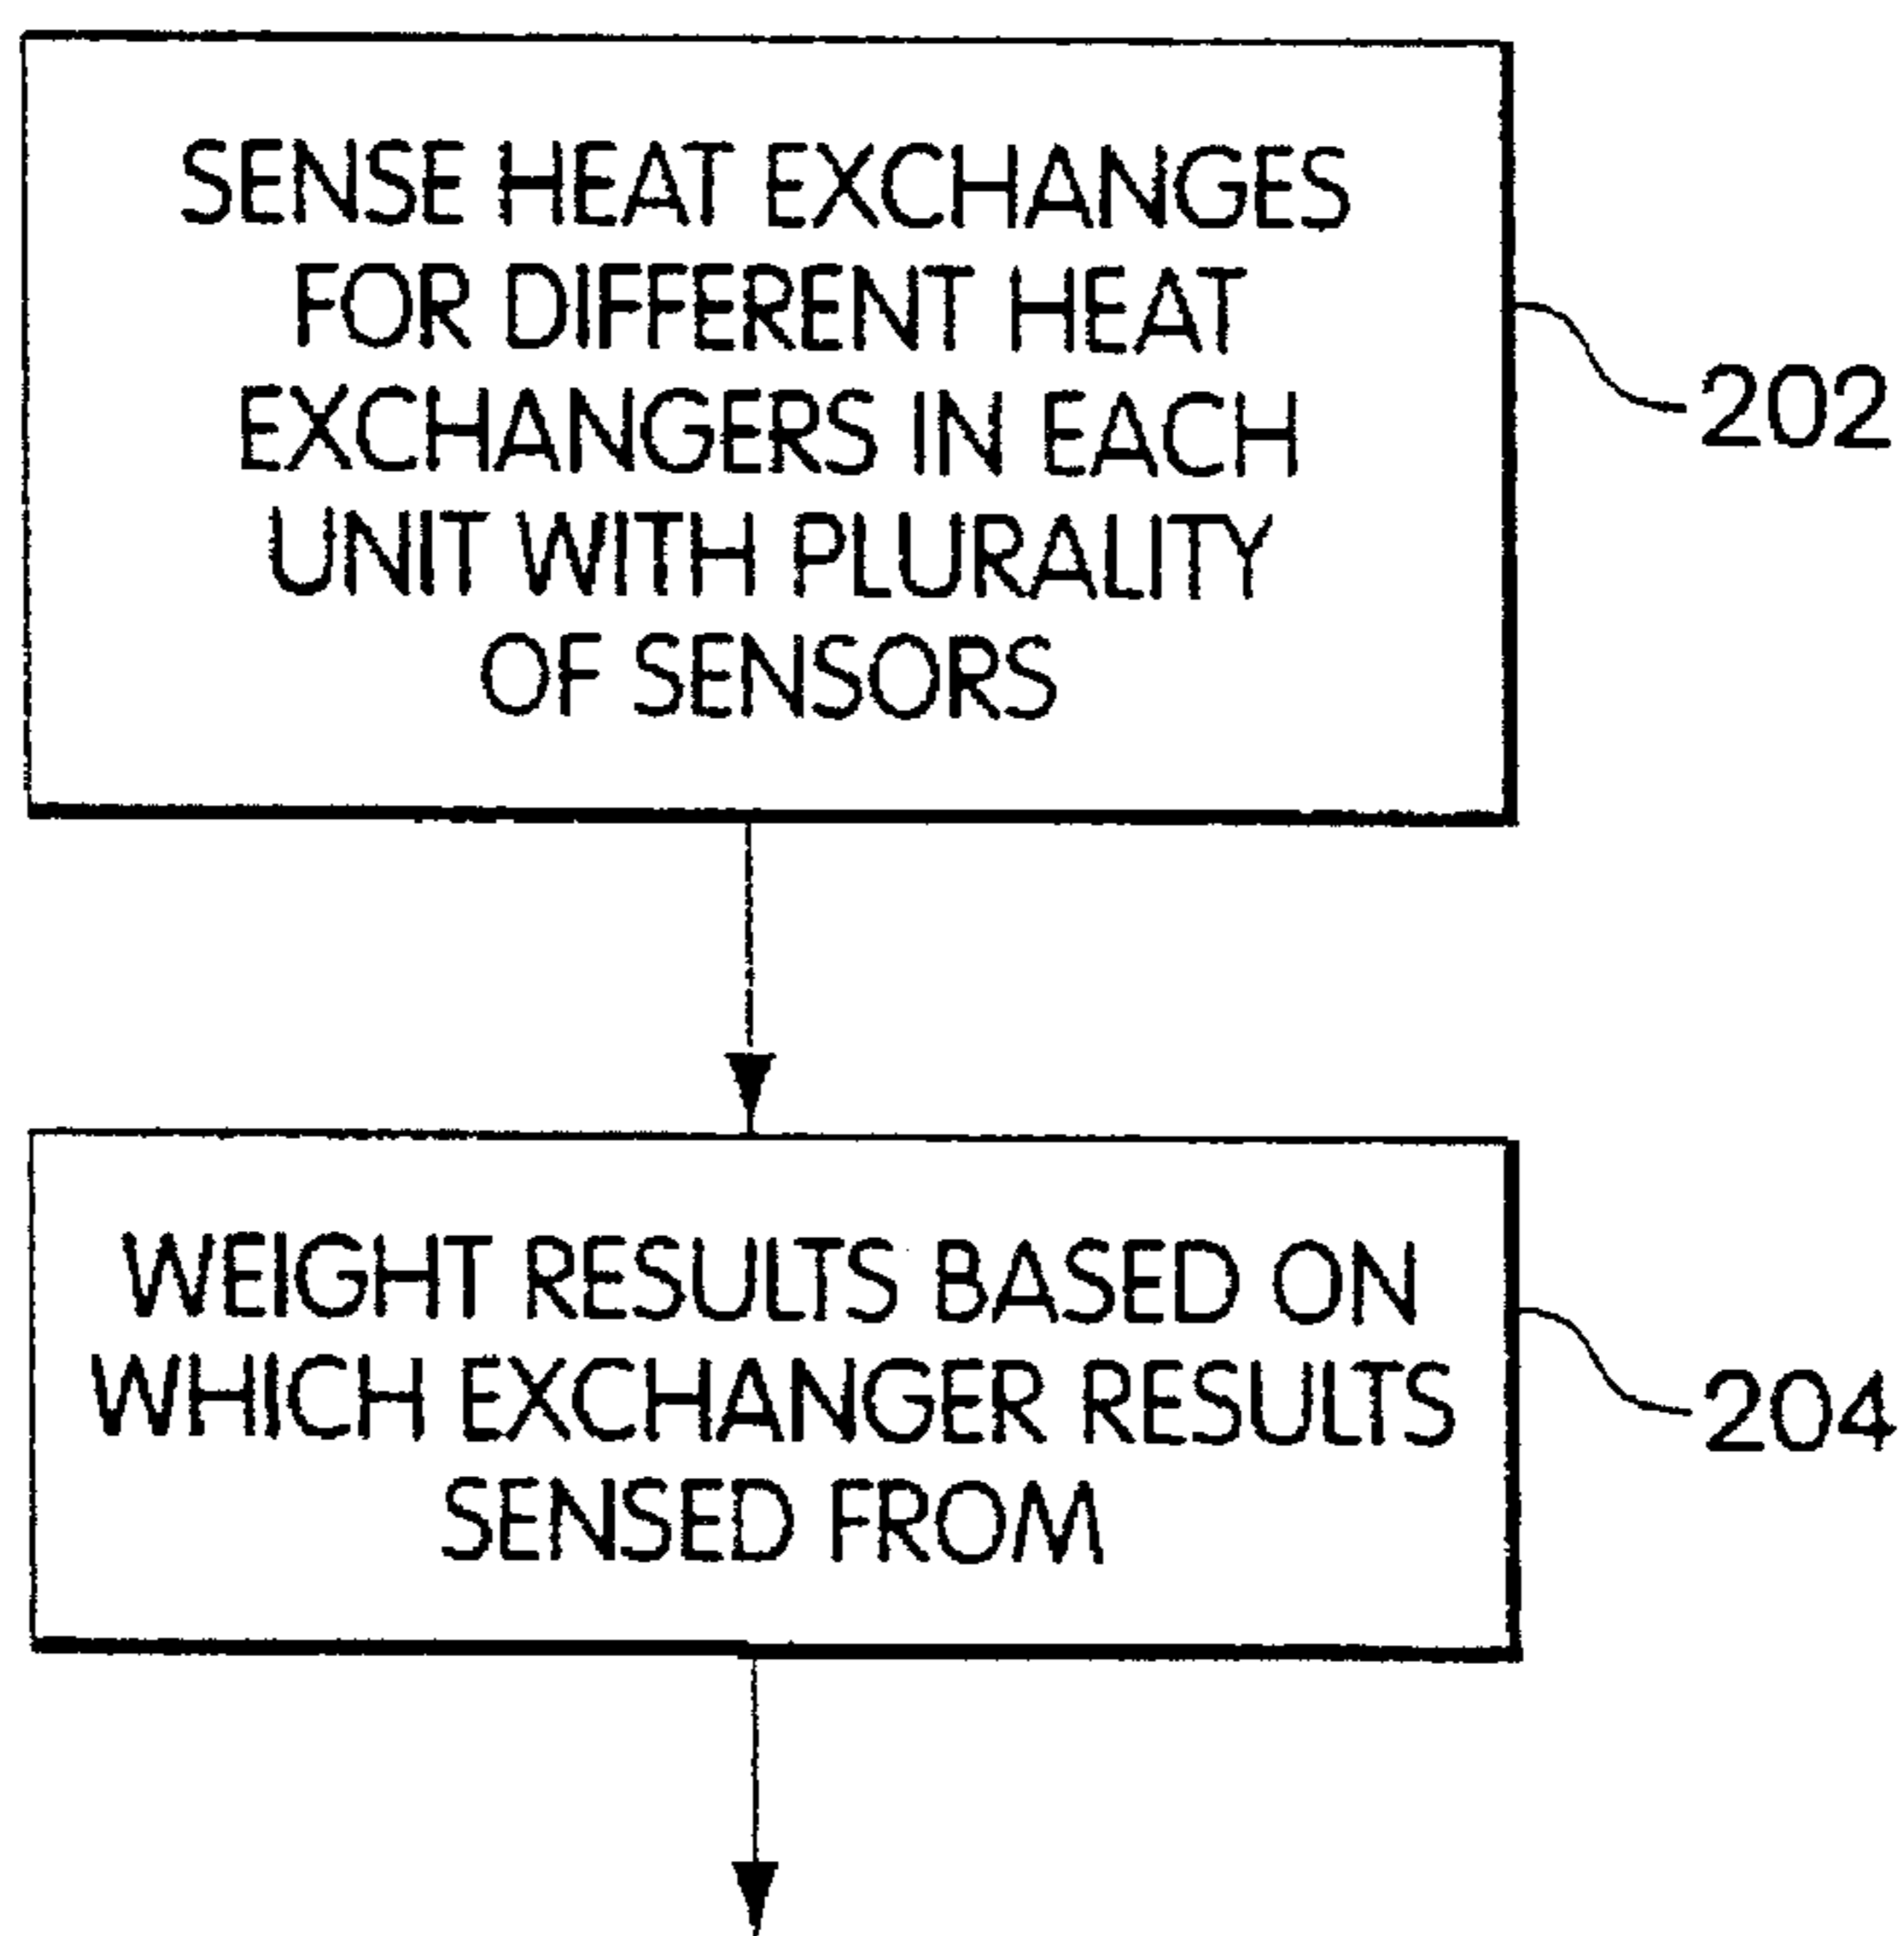 SENSE HEAT EXCHANGES
FOR DIFFERENT HEAT
EXCHANGERS IN EACH
UNIT WITH PLURALITY
OF SENSORS
202
WEIGHT RESULTS BASED ON
WHICH EXCHANGER RESULTS
SENSED FROM
204